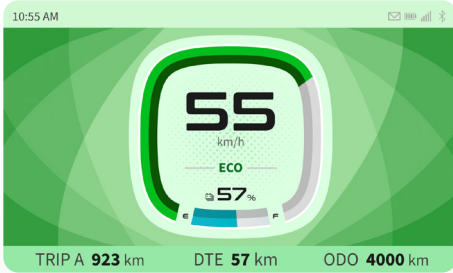 10:55 AM
55
km/h
ECO
57%
E F
TRIP A 923 km DTE 57 km ODO 4000 km